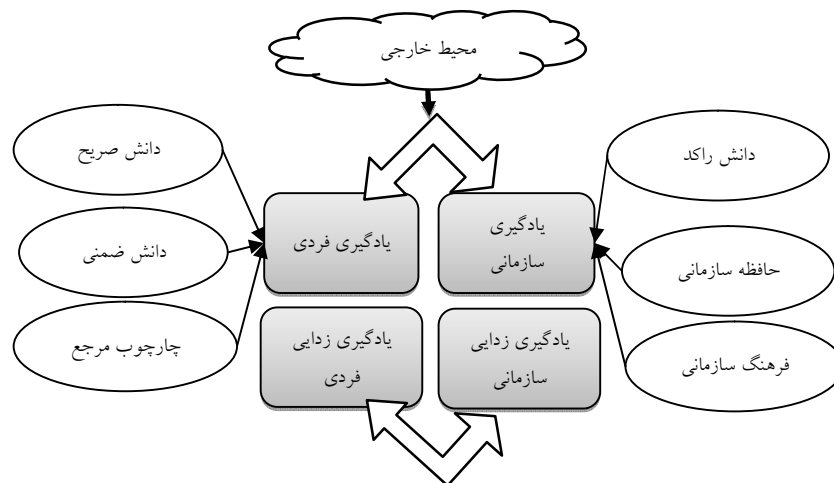 محیط خارجی
دانش راکد
دانش صریح
یادگیری
سازمانی
یادگیری فردی
حافظه سازمانی
دانش ضمنی
فرهنگ سازمانی
چارچوب مرجع
یادگیری زدایی
سازمانی
یادگیری زدایی
فردی